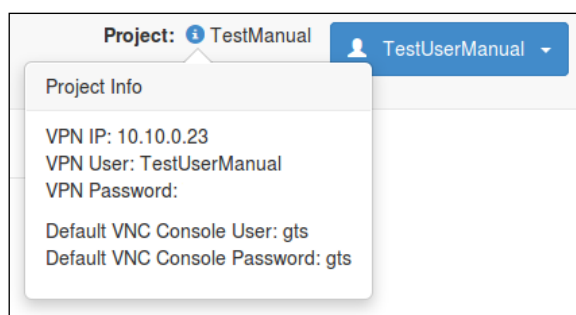 Project: TestManual
TestUserManual
Project Info
VPN IP: 10.10.0.23
VPN User: TestUserManual
VPN Password:
Default VNC Console User: gts
Default VNC Console Password: gts